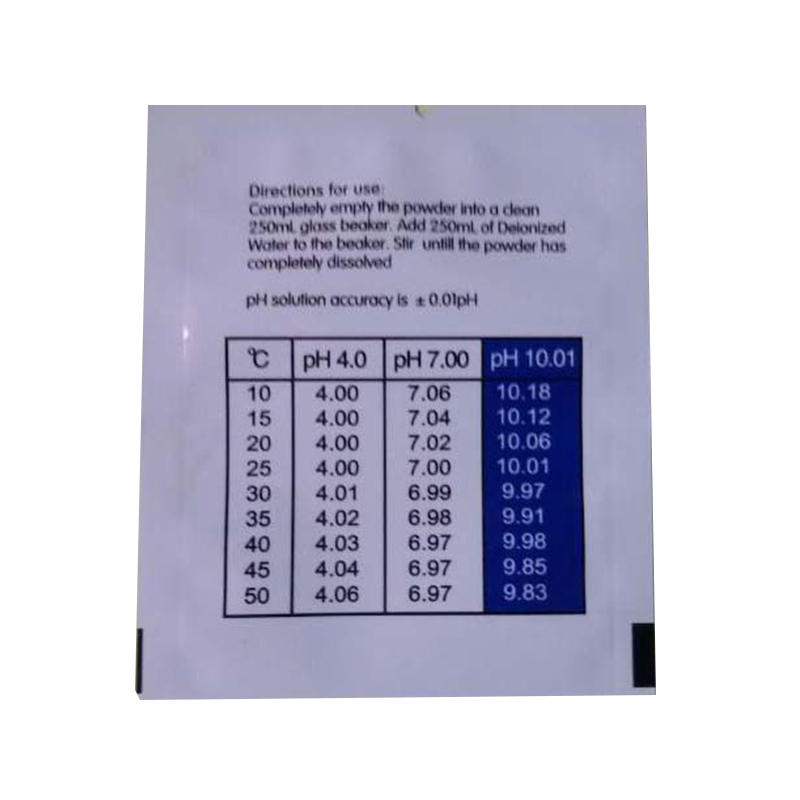 Directions for use:
Completely empty the powder into a clean
250mL glass beaker. Add 250mL of Deionized
Water to the beaker. Stir untill the powder has
completely dissolved
pH solution accuracy is ± 0.01pH
℃ pH 4.0 pH 7.00 pH 10.01
10 4.00 7.06 10.18
15 4.00 7.04 10.12
20 4.00 7.02 10.06
25 4.00 7.00 10.01
30 4.01 6.99 9.97
35 4.02 6.98 9.91
40 4.03 6.97 9.98
45 4.04 6.97 9.85
50 4.06 6.97 9.83